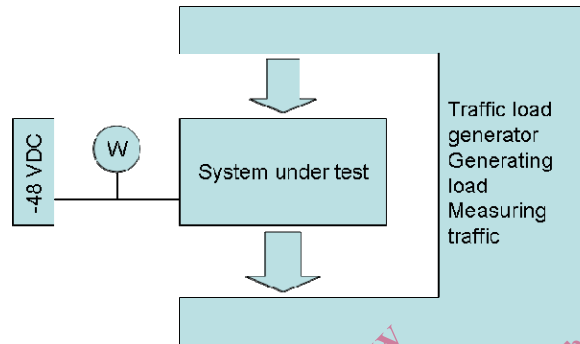 -48 VDC
W
System under test
Traffic load
generator
Generating
load
Measuring
traffic